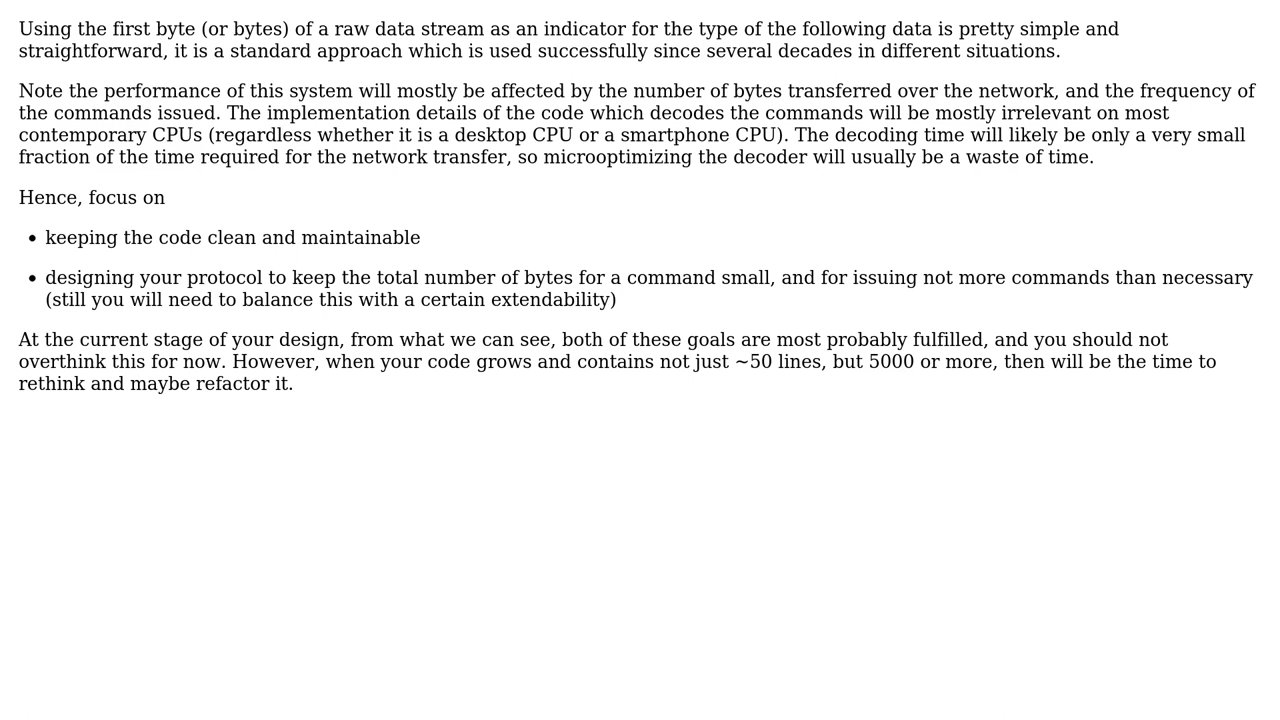 Using the first byte (or bytes) of a raw data stream as an indicator for the type of the following data is pretty simple and
straightforward, it is a standard approach which is used successfully since several decades in different situations.
Note the performance of this system will mostly be affected by the number of bytes transferred over the network, and the frequency of
the commands issued. The implementation details of the code which decodes the commands will be mostly irrelevant on most
contemporary CPUs (regardless whether it is a desktop CPU or a smartphone CPU). The decoding time will likely be only a very small
fraction of the time required for the network transfer, so microoptimizing the decoder will usually be a waste of time.
Hence, focus on
• keeping the code clean and maintainable
• designing your protocol to keep the total number of bytes for a command small, and for issuing not more commands than necessary
(still you will need to balance this with a certain extendability)
At the current stage of your design, from what we can see, both of these goals are most probably fulfilled, and you should not
overthink this for now. However, when your code grows and contains not just ~50 lines, but 5000 or more, then will be the time to
rethink and maybe refactor it.